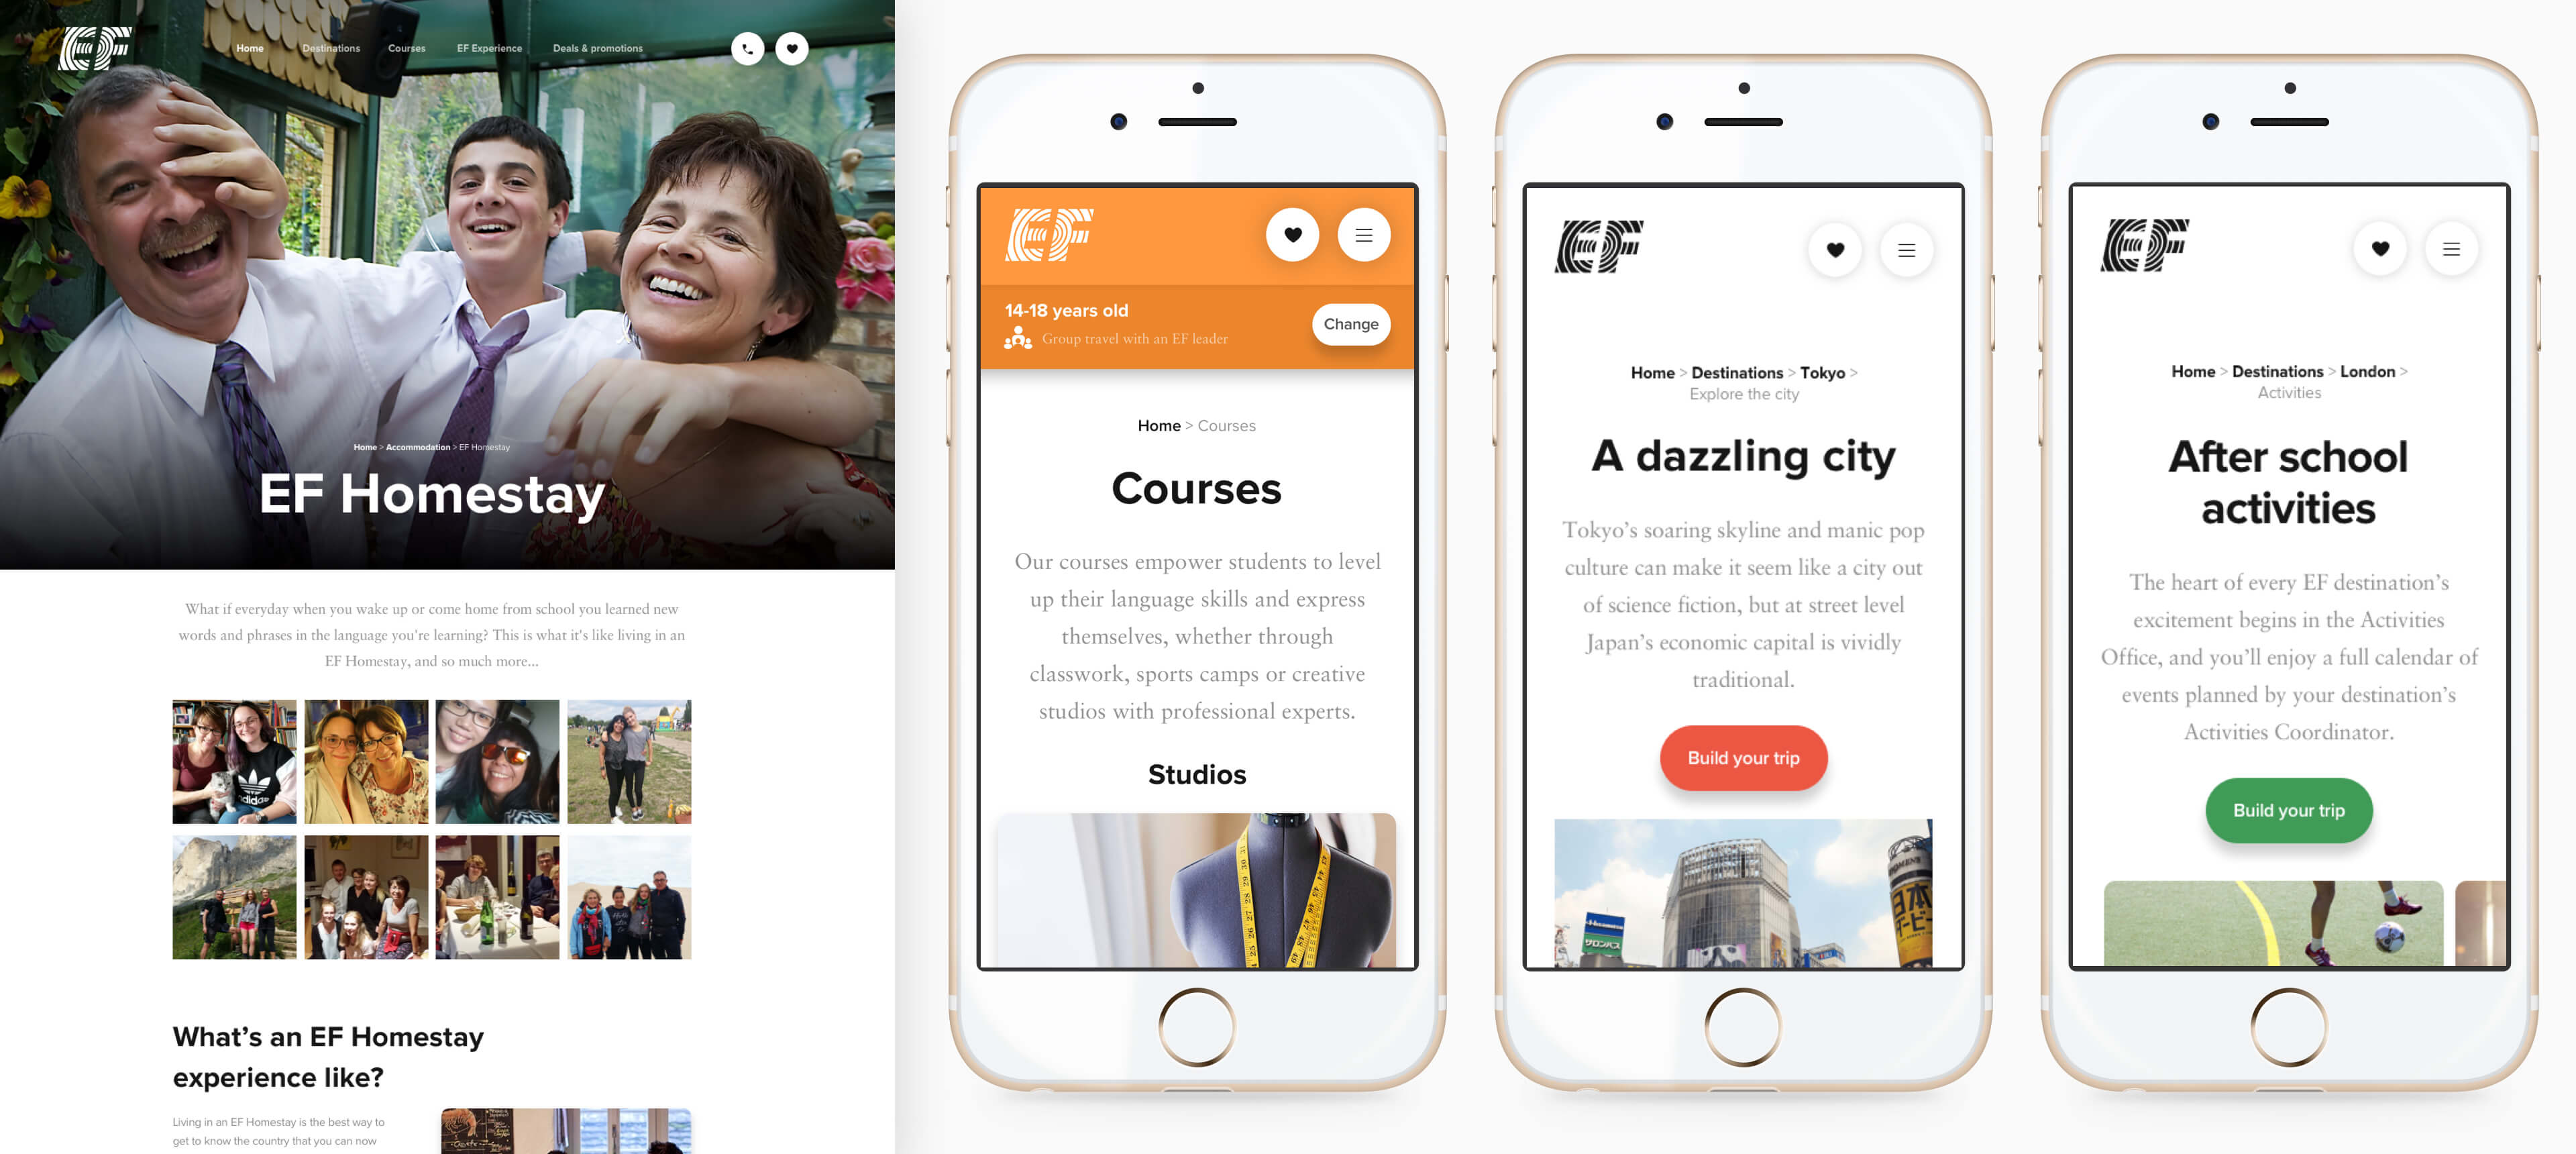 EF
Home Destinations Courses EF Experience Deals & promotions
Home > Accommodation > EF Homestay
EF Homestay
What if everyday when you wake up or come home from school you learned new
words and phrases in the language you're learning? This is what it's like living in an
EF Homestay, and so much more...
adidas
What's an EF Homestay
experience like?
Living in an EF Homestay is the best way to
get to know the country that you can now
EF
14-18 years old
Group travel with an EF leader
Change
Home > Courses
Courses
Our courses empower students to level
up their language skills and express
themselves, whether through
classwork, sports camps or creative
studios with professional experts.
Studios
EF
Home > Destinations > Tokyo >
Explore the city
A dazzling city
Tokyo’s soaring skyline and manic pop
culture can make it seem like a city out
of science fiction, but at street level
Japan’s economic capital is vividly
traditional.
Build your trip
Hisamitsu
サロンパス
日本
EF
Home > Destinations > London >
Activities
After school
activities
The heart of every EF destination’s
excitement begins in the Activities
Office, and you’ll enjoy a full calendar of
events planned by your destination’s
Activities Coordinator.
Build your trip